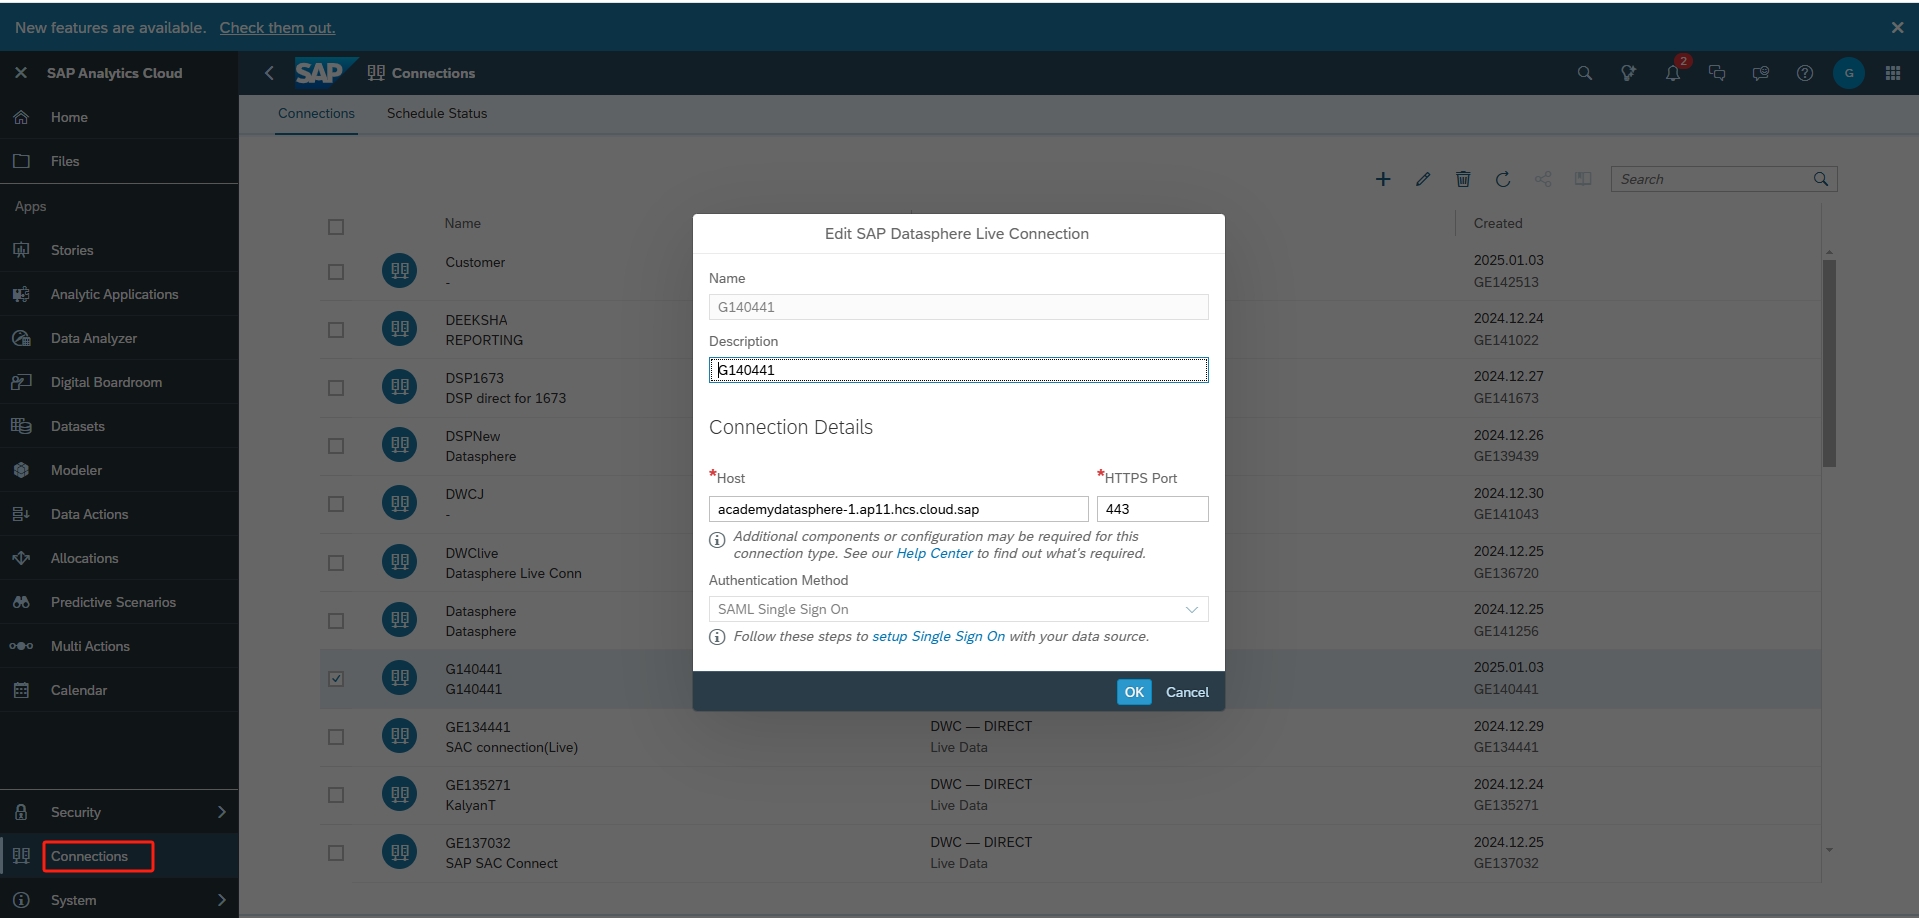 New features are available. Check them out.
SAP Analytics Cloud
SAP Connections
2
G
Home
Files
Apps
Stories
Analytic Applications
Data Analyzer
Digital Boardroom
Datasets
Modeler
Data Actions
Allocations
Predictive Scenarios
Multi Actions
Calendar
Security
Connections
System
Connections Schedule Status
Search
Name Created
Customer 2025.01.03
- GE142513
DEEKSHA 2024.12.24
REPORTING GE141022
DSP1673 2024.12.27
DSP direct for 1673 GE141673
DSPNew 2024.12.26
Datasphere GE139439
DWCJ 2024.12.30
- GE141043
DWClive 2024.12.25
Datasphere Live Conn GE136720
Datasphere 2024.12.25
Datasphere GE141256
G140441 2025.01.03
G140441 GE140441
GE134441 DWC — DIRECT 2024.12.29
SAC connection(Live) Live Data GE134441
GE135271 DWC — DIRECT 2024.12.24
KalyanT Live Data GE135271
GE137032 DWC — DIRECT 2024.12.25
SAP SAC Connect Live Data GE137032
Edit SAP Datasphere Live Connection
Name
G140441
Description
G140441
Connection Details
*Host *HTTPS Port
academydatasphere-1.ap11.hcs.cloud.sap 443
Additional components or configuration may be required for this
connection type. See our Help Center to find out what's required.
Authentication Method
SAML Single Sign On
Follow these steps to setup Single Sign On with your data source.
OK Cancel